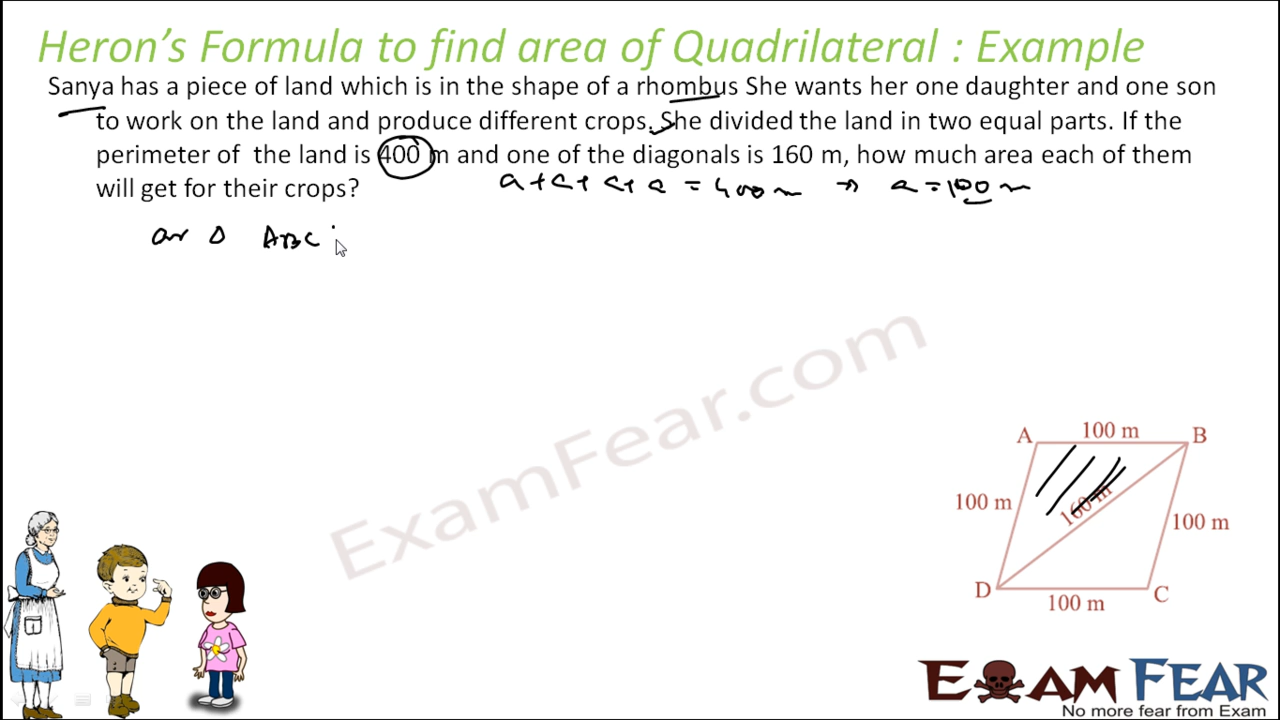 Heron's Formula to find area of Quadrilateral : Example
Sanya has a piece of land which is in the shape of a rhombus She wants her one daughter and one son
to work on the land and produce different crops. She divided the land in two equal parts. If the
perimeter of the land is 400 m and one of the diagonals is 160 m, how much area each of them
will get for their crops?
a + a + a + a = 400 m ⇒ a = 100 m
ar Δ ABC
ExamFear.com
A 100 m B
100 m
160 m
100 m
D 100 m C
EXAM FEAR
No more fear from Exam